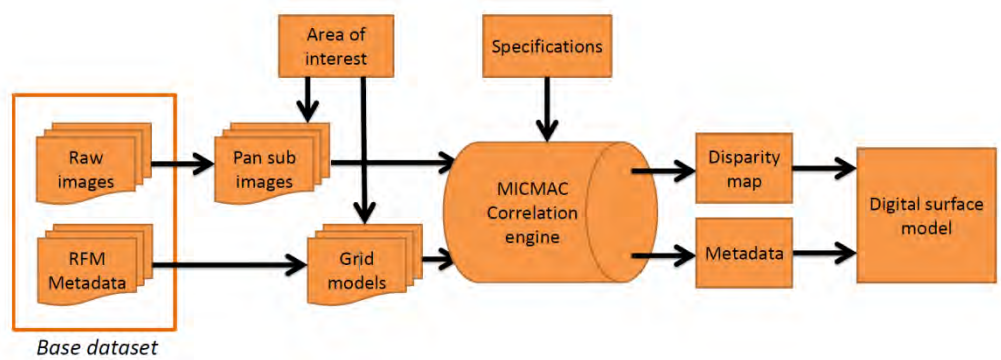 Area of
interest
Specifications
Raw
images
Pan sub
images
MICMAC
Correlation
engine
Disparity
map
Digital surface
model
RFM
Metadata
Grid
models
Metadata
Base dataset